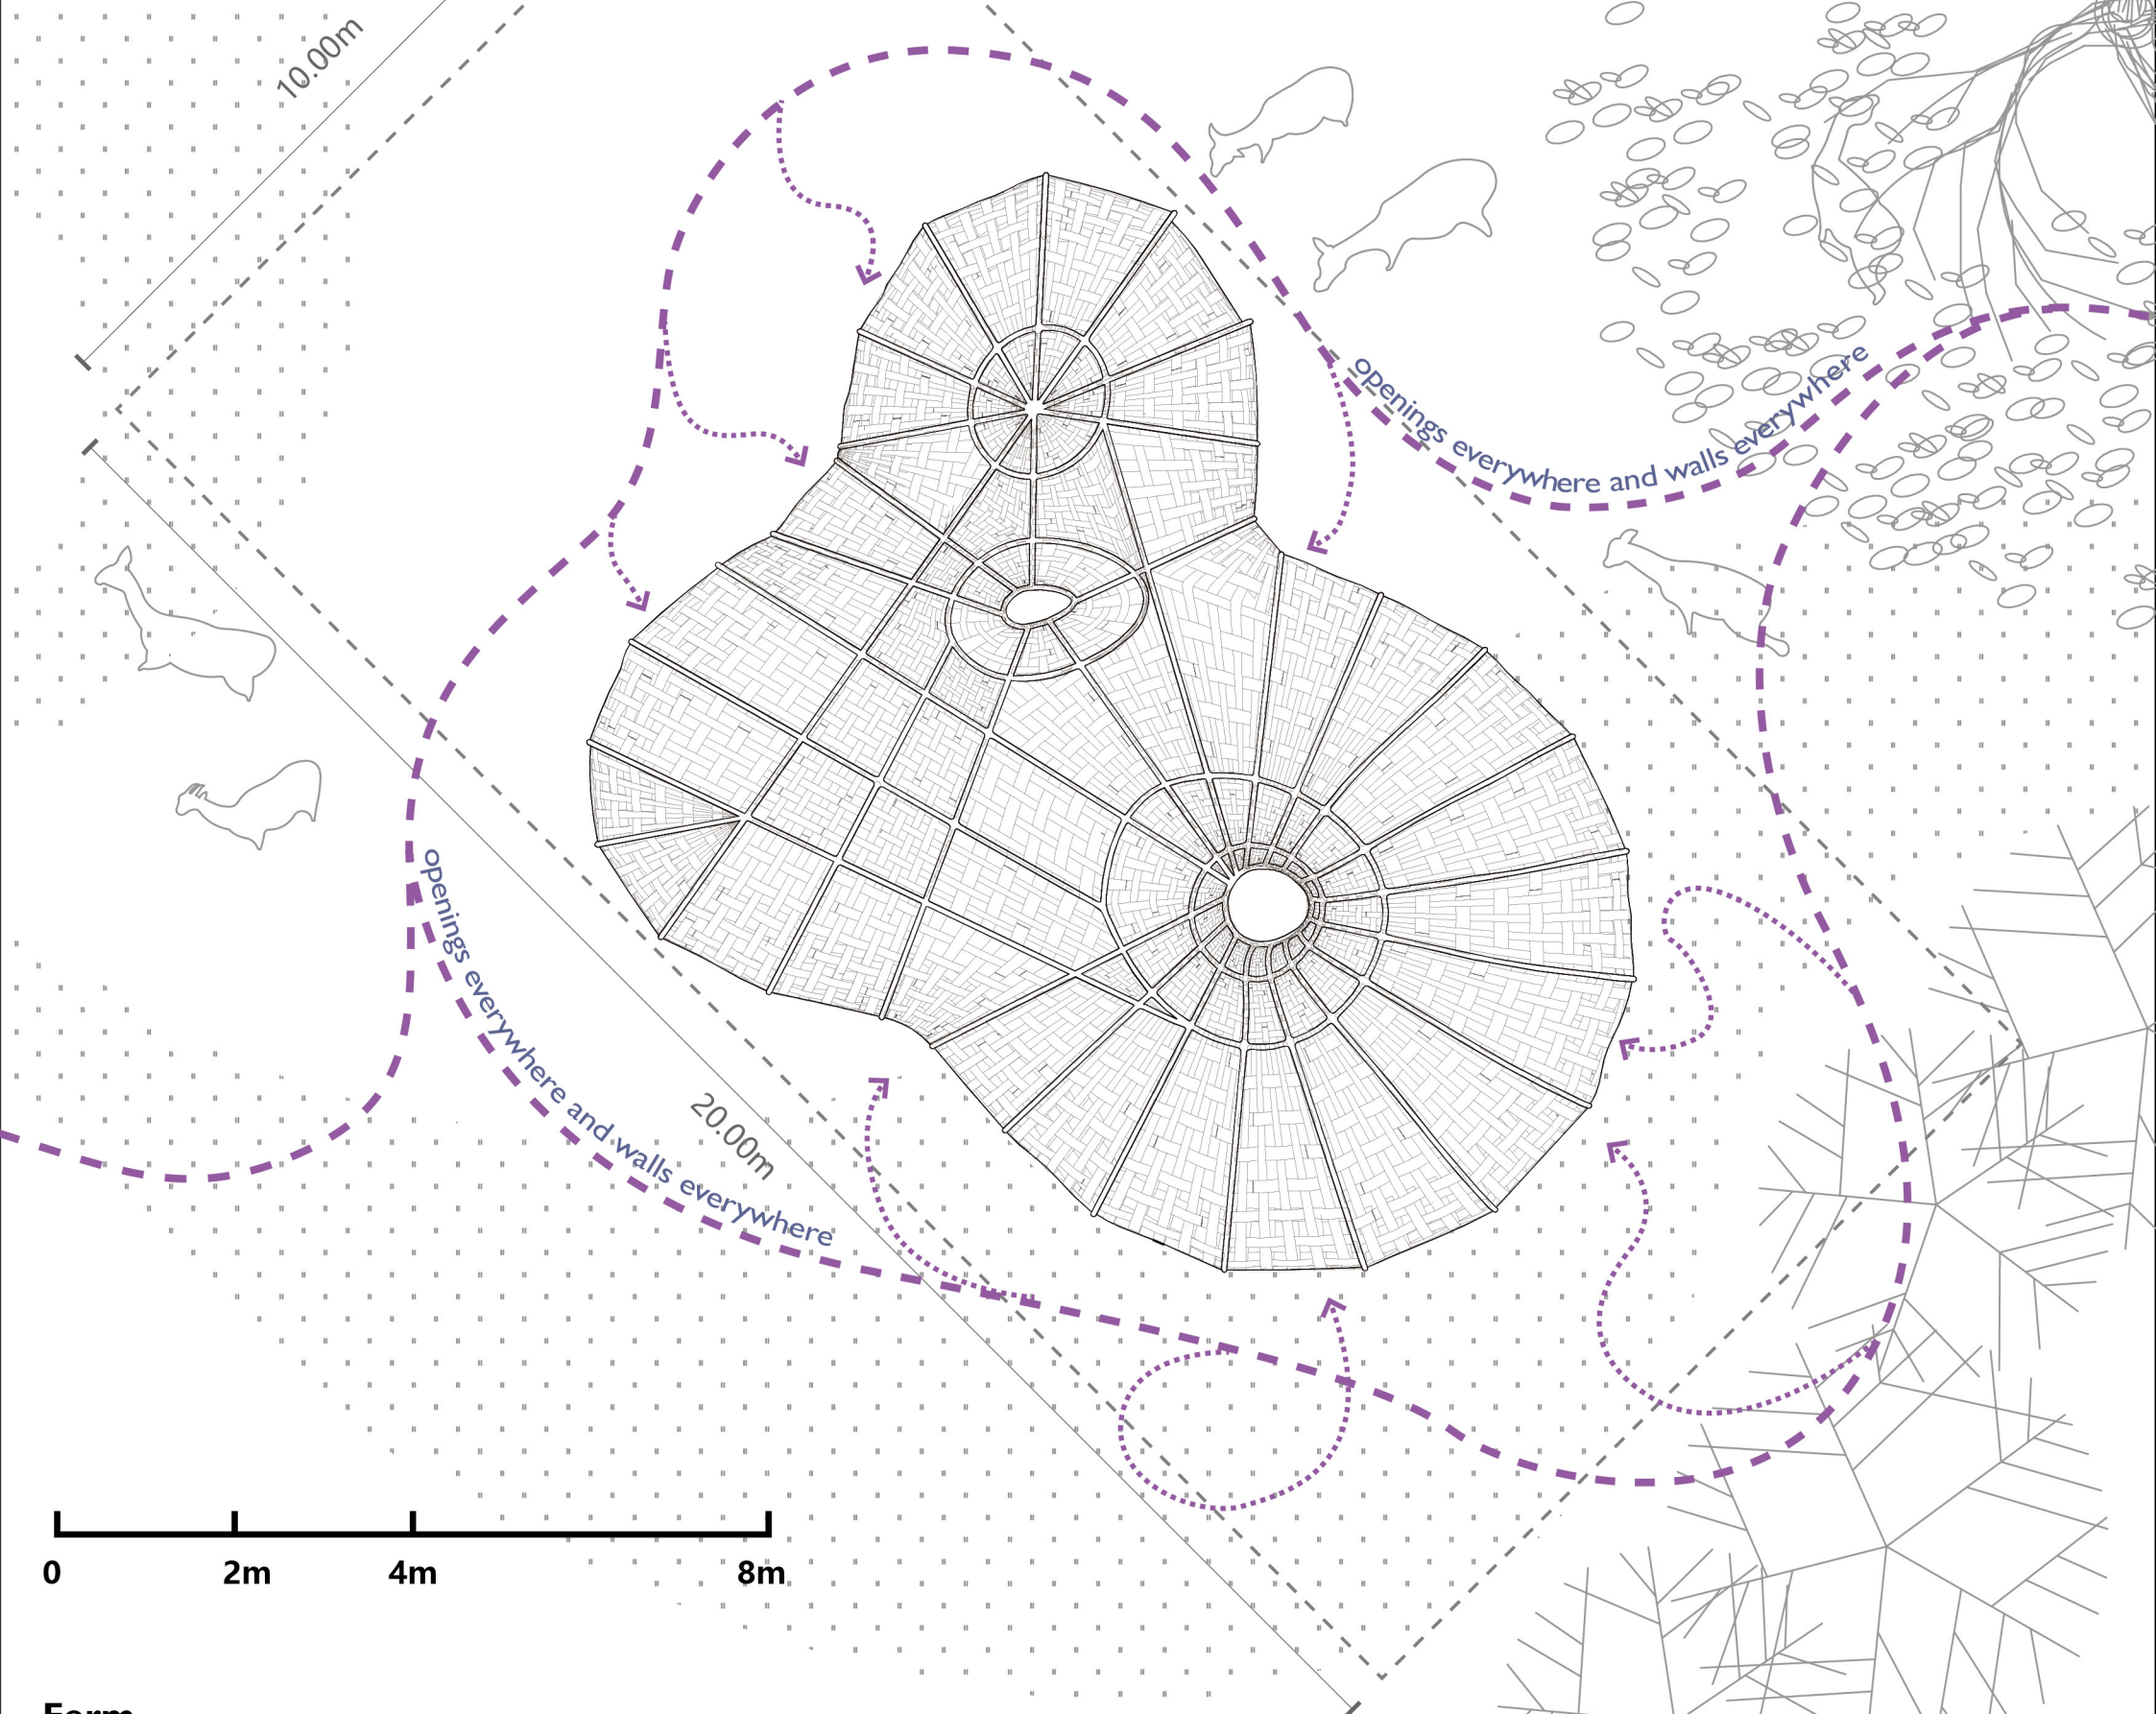 10.00m
openings everywhere and walls everywhere
openings everywhere and walls everywhere
20.00m
0 2m 4m 8m